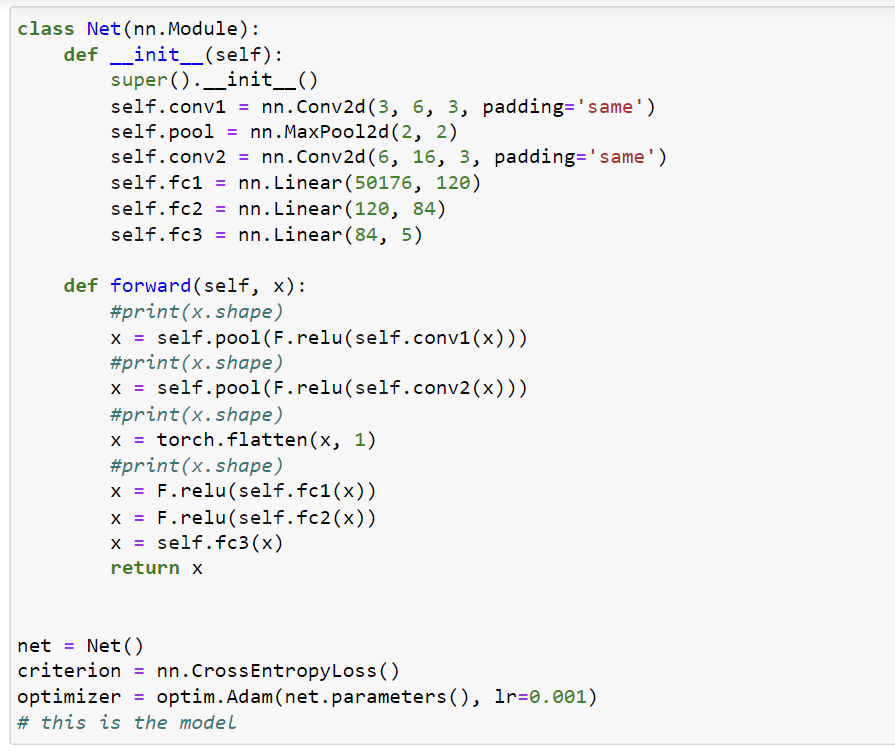 class Net(nn.Module):
    def __init__(self):
        super().__init__()
        self.conv1 = nn.Conv2d(3, 6, 3, padding='same')
        self.pool = nn.MaxPool2d(2, 2)
        self.conv2 = nn.Conv2d(6, 16, 3, padding='same')
        self.fc1 = nn.Linear(50176, 120)
        self.fc2 = nn.Linear(120, 84)
        self.fc3 = nn.Linear(84, 5)

    def forward(self, x):
        #print(x.shape)
        x = self.pool(F.relu(self.conv1(x)))
        #print(x.shape)
        x = self.pool(F.relu(self.conv2(x)))
        #print(x.shape)
        x = torch.flatten(x, 1)
        #print(x.shape)
        x = F.relu(self.fc1(x))
        x = F.relu(self.fc2(x))
        x = self.fc3(x)
        return x


net = Net()
criterion = nn.CrossEntropyLoss()
optimizer = optim.Adam(net.parameters(), lr=0.001)
# this is the model